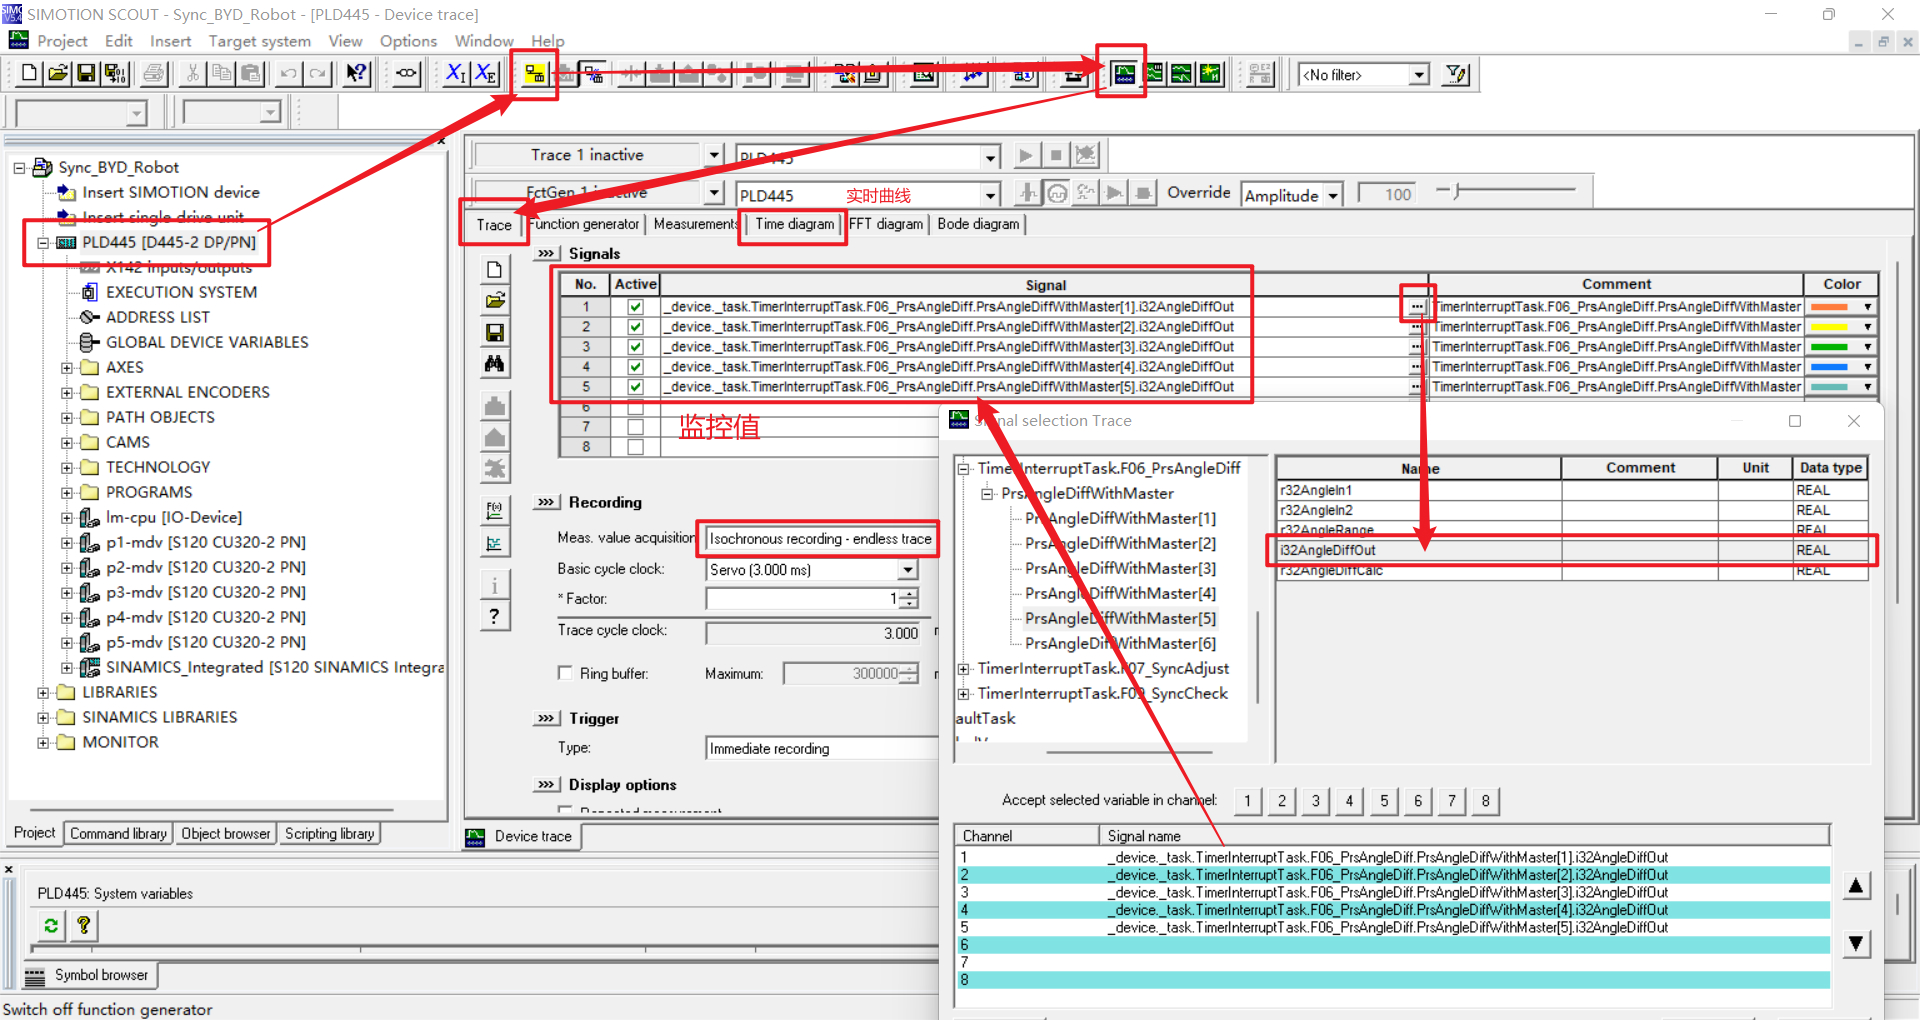 SIMOTION SCOUT - Sync_BYD_Robot - [PLD445 - Device trace]
Project Edit Insert Target system View Options Window Help
<No filter>
Sync_BYD_Robot
Insert SIMOTION device
Insert single drive unit
PLD445 [D445-2 DP/PN]
X142 inputs/outputs
EXECUTION SYSTEM
ADDRESS LIST
GLOBAL DEVICE VARIABLES
AXES
EXTERNAL ENCODERS
PATH OBJECTS
CAMS
TECHNOLOGY
PROGRAMS
lm-cpu [IO-Device]
p1-mdv [S120 CU320-2 PN]
p2-mdv [S120 CU320-2 PN]
p3-mdv [S120 CU320-2 PN]
p4-mdv [S120 CU320-2 PN]
p5-mdv [S120 CU320-2 PN]
SINAMICS_Integrated [S120 SINAMICS Integra
LIBRARIES
SINAMICS LIBRARIES
MONITOR
Project Command library Object browser Scripting library
Trace 1 inactive PLD445
FctGen 1 inactive PLD445 实时曲线 Override Amplitude 100
Trace Function generator Measurements Time diagram FFT diagram Bode diagram
Signals
No. Active Signal Comment Color
1 _device._task.TimerInterruptTask.F06_PrsAngleDiff.PrsAngleDiffWithMaster[1].i32AngleDiffOut ... TimerInterruptTask.F06_PrsAngleDiff.PrsAngleDiffWithMaster
2 _device._task.TimerInterruptTask.F06_PrsAngleDiff.PrsAngleDiffWithMaster[2].i32AngleDiffOut ... TimerInterruptTask.F06_PrsAngleDiff.PrsAngleDiffWithMaster
3 _device._task.TimerInterruptTask.F06_PrsAngleDiff.PrsAngleDiffWithMaster[3].i32AngleDiffOut ... TimerInterruptTask.F06_PrsAngleDiff.PrsAngleDiffWithMaster
4 _device._task.TimerInterruptTask.F06_PrsAngleDiff.PrsAngleDiffWithMaster[4].i32AngleDiffOut ... TimerInterruptTask.F06_PrsAngleDiff.PrsAngleDiffWithMaster
5 _device._task.TimerInterruptTask.F06_PrsAngleDiff.PrsAngleDiffWithMaster[5].i32AngleDiffOut ... TimerInterruptTask.F06_PrsAngleDiff.PrsAngleDiffWithMaster
6
7
8
监控值
Recording
Meas. value acquisition Isochronous recording - endless trace
Basic cycle clock: Servo (3.000 ms)
* Factor: 1
Trace cycle clock: 3.000
Ring buffer: Maximum: 300000
Trigger
Type: Immediate recording
Display options
Repeated measurement
Device trace
Signal selection Trace
TimerInterruptTask.F06_PrsAngleDiff
PrsAngleDiffWithMaster
PrsAngleDiffWithMaster[1]
PrsAngleDiffWithMaster[2]
PrsAngleDiffWithMaster[3]
PrsAngleDiffWithMaster[4]
PrsAngleDiffWithMaster[5]
PrsAngleDiffWithMaster[6]
TimerInterruptTask.F07_SyncAdjust
TimerInterruptTask.F09_SyncCheck
aultTask
Name Comment Unit Data type
r32AngleIn1 REAL
r32AngleIn2 REAL
r32AngleRange REAL
i32AngleDiffOut REAL
r32AngleDiffCalc REAL
Accept selected variable in channel: 1 2 3 4 5 6 7 8
Channel Signal name
1 _device._task.TimerInterruptTask.F06_PrsAngleDiff.PrsAngleDiffWithMaster[1].i32AngleDiffOut
2 _device._task.TimerInterruptTask.F06_PrsAngleDiff.PrsAngleDiffWithMaster[2].i32AngleDiffOut
3 _device._task.TimerInterruptTask.F06_PrsAngleDiff.PrsAngleDiffWithMaster[3].i32AngleDiffOut
4 _device._task.TimerInterruptTask.F06_PrsAngleDiff.PrsAngleDiffWithMaster[4].i32AngleDiffOut
5 _device._task.TimerInterruptTask.F06_PrsAngleDiff.PrsAngleDiffWithMaster[5].i32AngleDiffOut
6
7
8
PLD445: System variables
Symbol browser
Switch off function generator